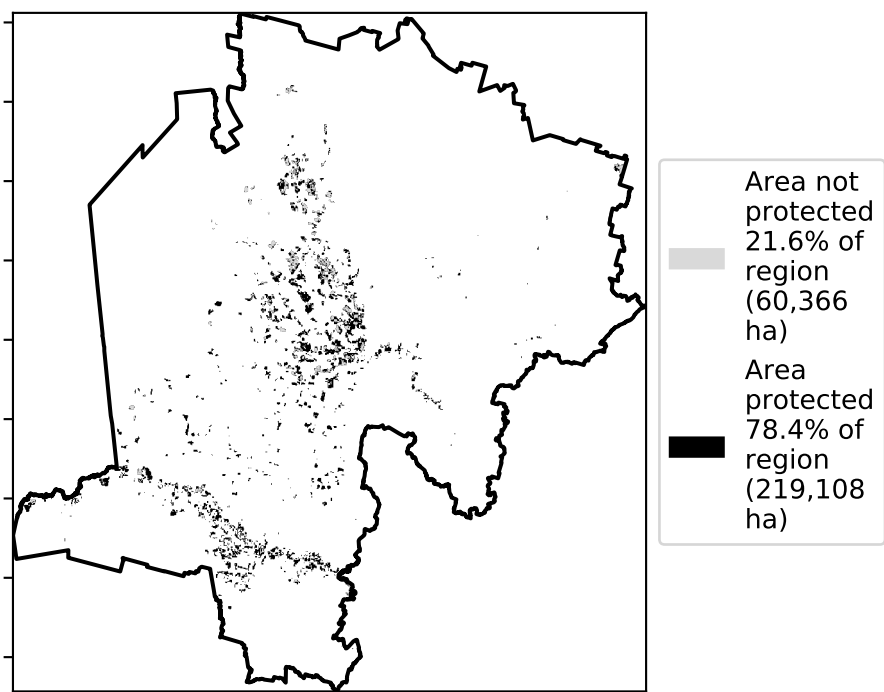 Area not
protected
21.6% of
region
(60,366
ha)
Area
protected
78.4% of
region
(219,108
ha)